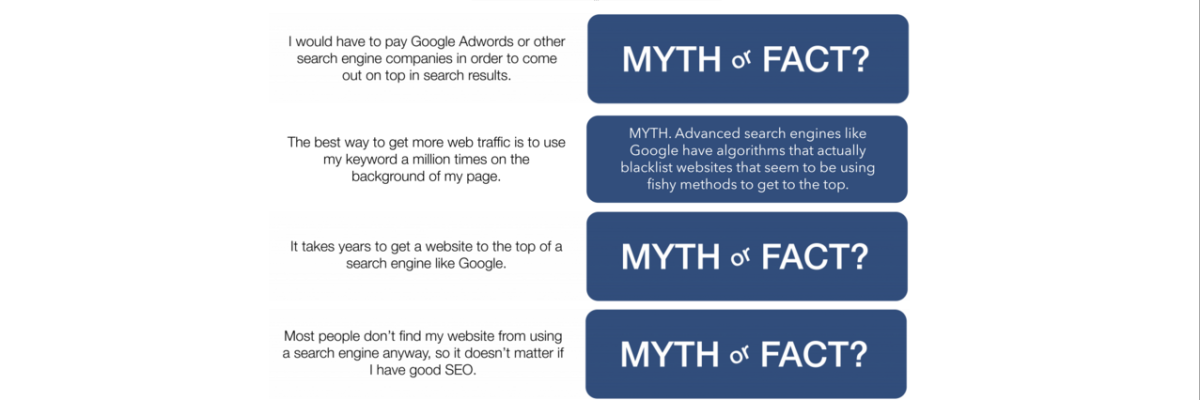 I would have to pay Google Adwords or other
search engine companies in order to come
out on top in search results.
MYTH or FACT?
The best way to get more web traffic is to use
my keyword a million times on the
background of my page.
MYTH. Advanced search engines like
Google have algorithms that actually
blacklist websites that seem to be using
fishy methods to get to the top.
It takes years to get a website to the top of a
search engine like Google.
MYTH or FACT?
Most people don’t find my website from using
a search engine anyway, so it doesn’t matter if
I have good SEO.
MYTH or FACT?